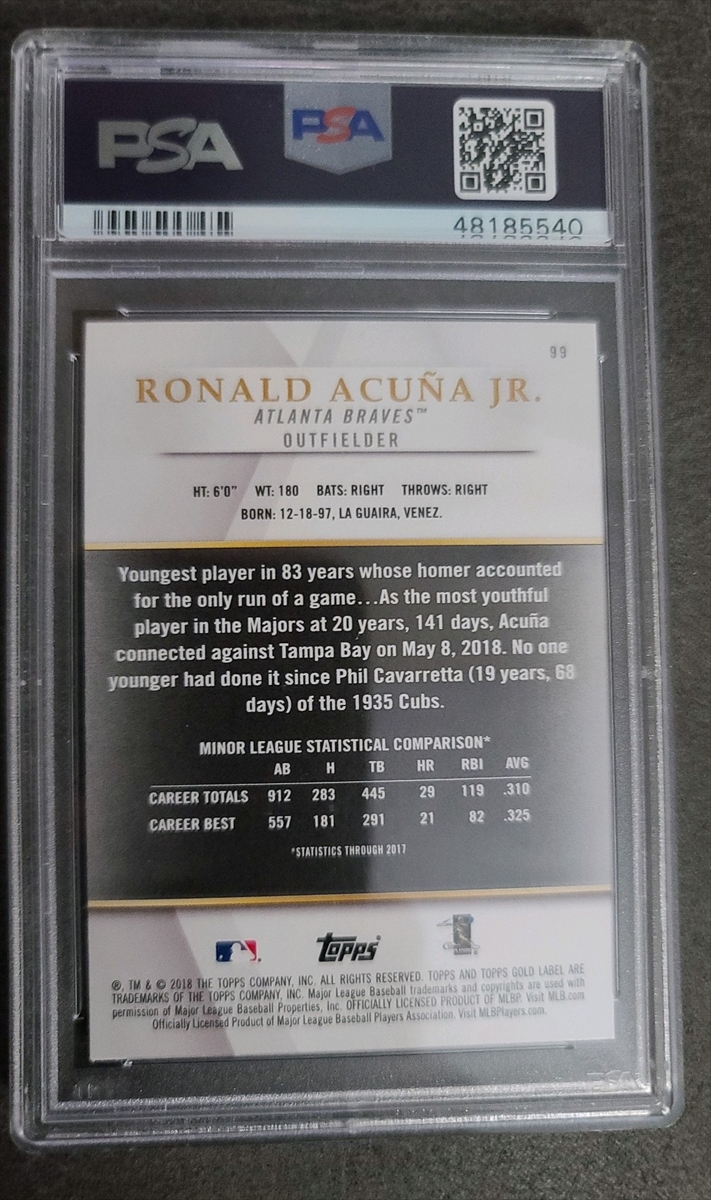 PSA
PSA
48185540
99
RONALD ACUÑA JR.
ATLANTA BRAVES™
OUTFIELDER
HT: 6'0" WT: 180 BATS: RIGHT THROWS: RIGHT
BORN: 12-18-97, LA GUAIRA, VENEZ.
Youngest player in 83 years whose homer accounted
for the only run of a game...As the most youthful
player in the Majors at 20 years, 141 days, Acuña
connected against Tampa Bay on May 8, 2018. No one
younger had done it since Phil Cavarretta (19 years, 68
days) of the 1935 Cubs.
MINOR LEAGUE STATISTICAL COMPARISON*
AB H TB HR RBI AVG
CAREER TOTALS 912 283 445 29 119 .310
CAREER BEST 557 181 291 21 82 .325
*STATISTICS THROUGH 2017
Topps®
®, TM & © 2018 THE TOPPS COMPANY, INC. ALL RIGHTS RESERVED. TOPPS AND TOPPS GOLD LABEL ARE
TRADEMARKS OF THE TOPPS COMPANY, INC. Major League Baseball trademarks and copyrights are used with
permission of Major League Baseball Properties, Inc. OFFICIALLY LICENSED PRODUCT OF MLBP. Visit MLB.com
Officially Licensed Product of Major League Baseball Players Association. Visit MLBPlayers.com.